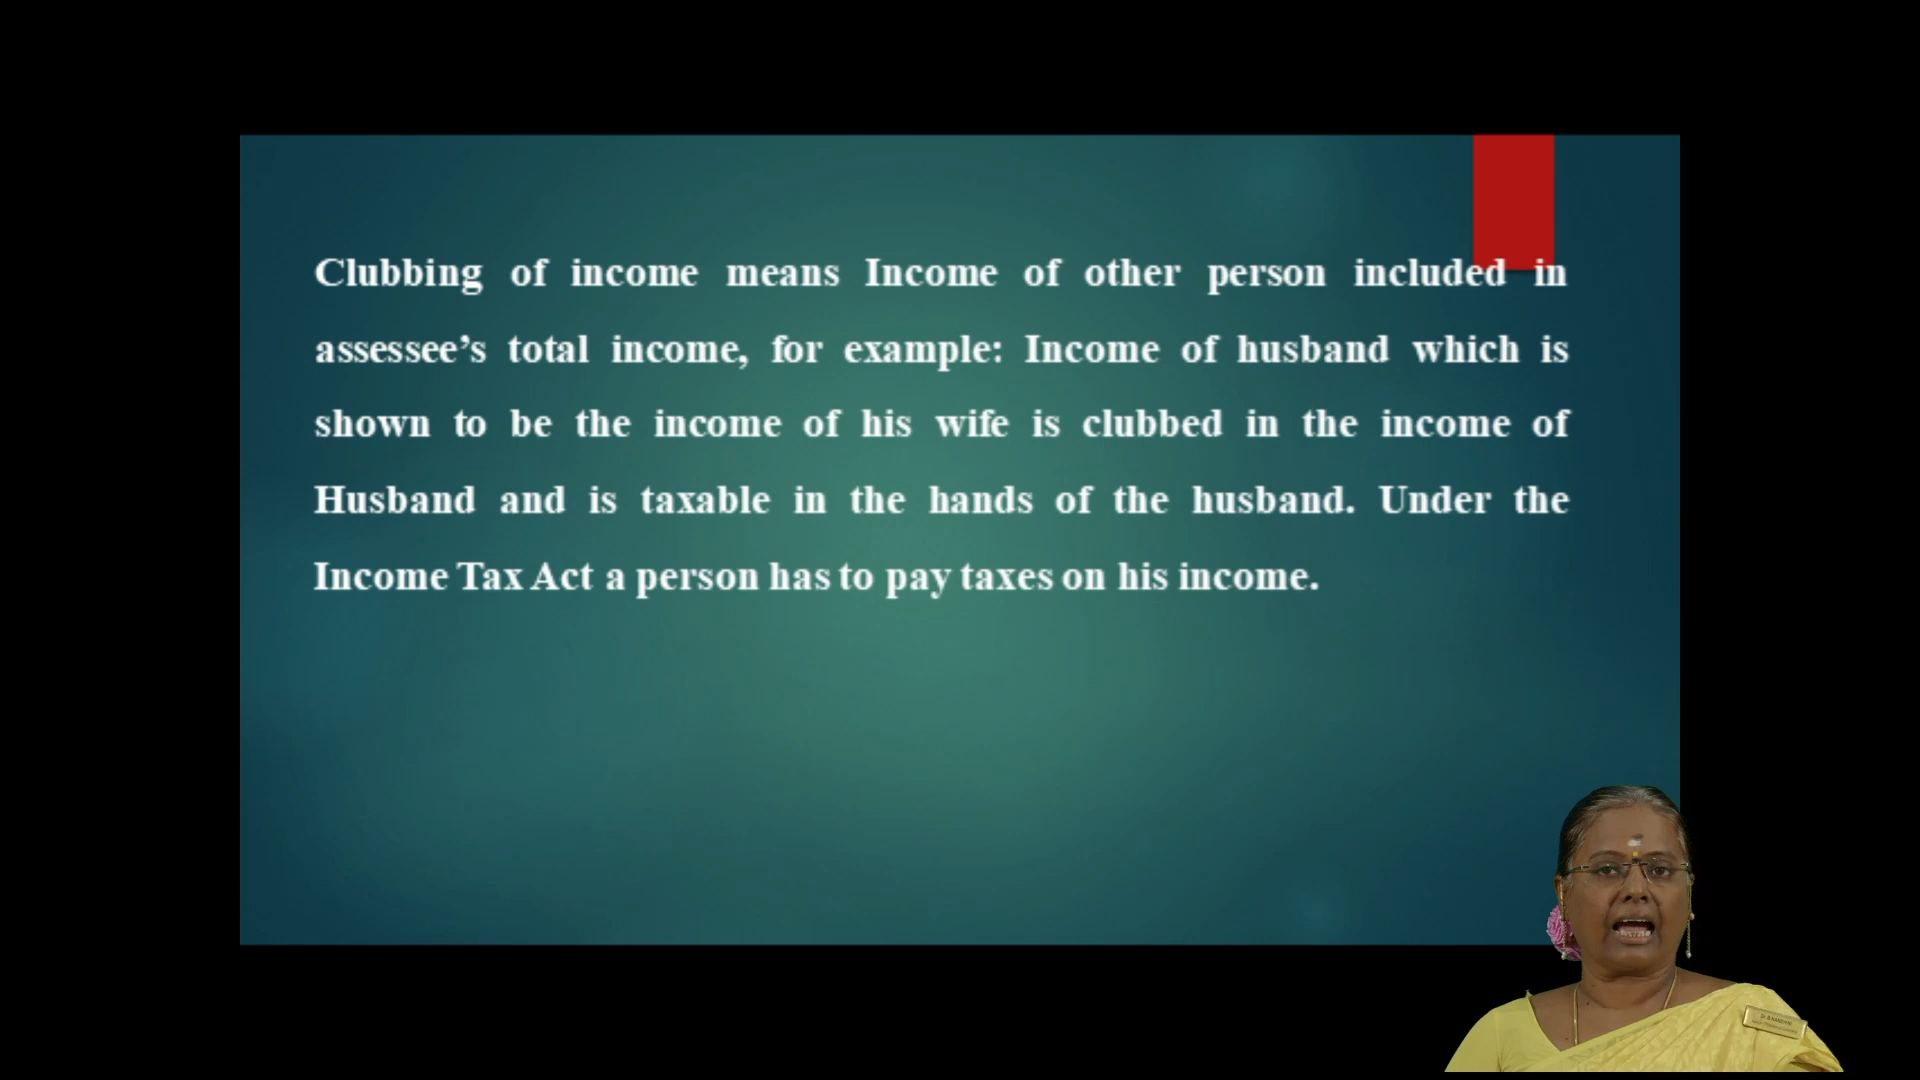 Clubbing of income means Income of other person included in
assessee’s total income, for example: Income of husband which is
shown to be the income of his wife is clubbed in the income of
Husband and is taxable in the hands of the husband. Under the
Income Tax Act a person has to pay taxes on his income.